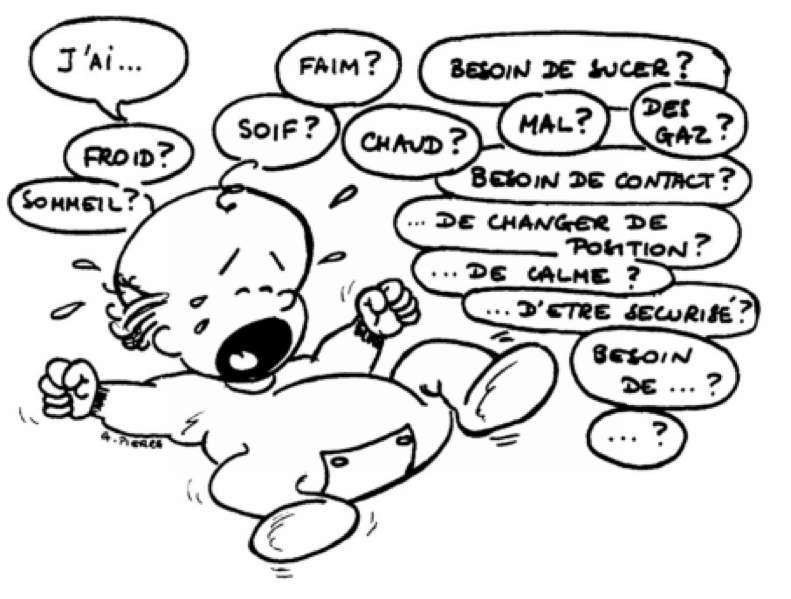 J'AI...
FROID?
SOMMEIL?
SOIF?
FAIM?
CHAUD?
BESOIN DE SUCER?
MAL?
DES
GAZ?
BESOIN DE CONTACT?
... DE CHANGER DE
POSITION?
... DE CALME ?
... D'ETRE SECURISÉ?
BESOIN
DE ... ?
... ?